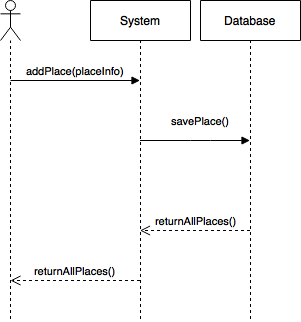 System
Database
addPlace(placeInfo)
savePlace()
returnAllPlaces()
returnAllPlaces()